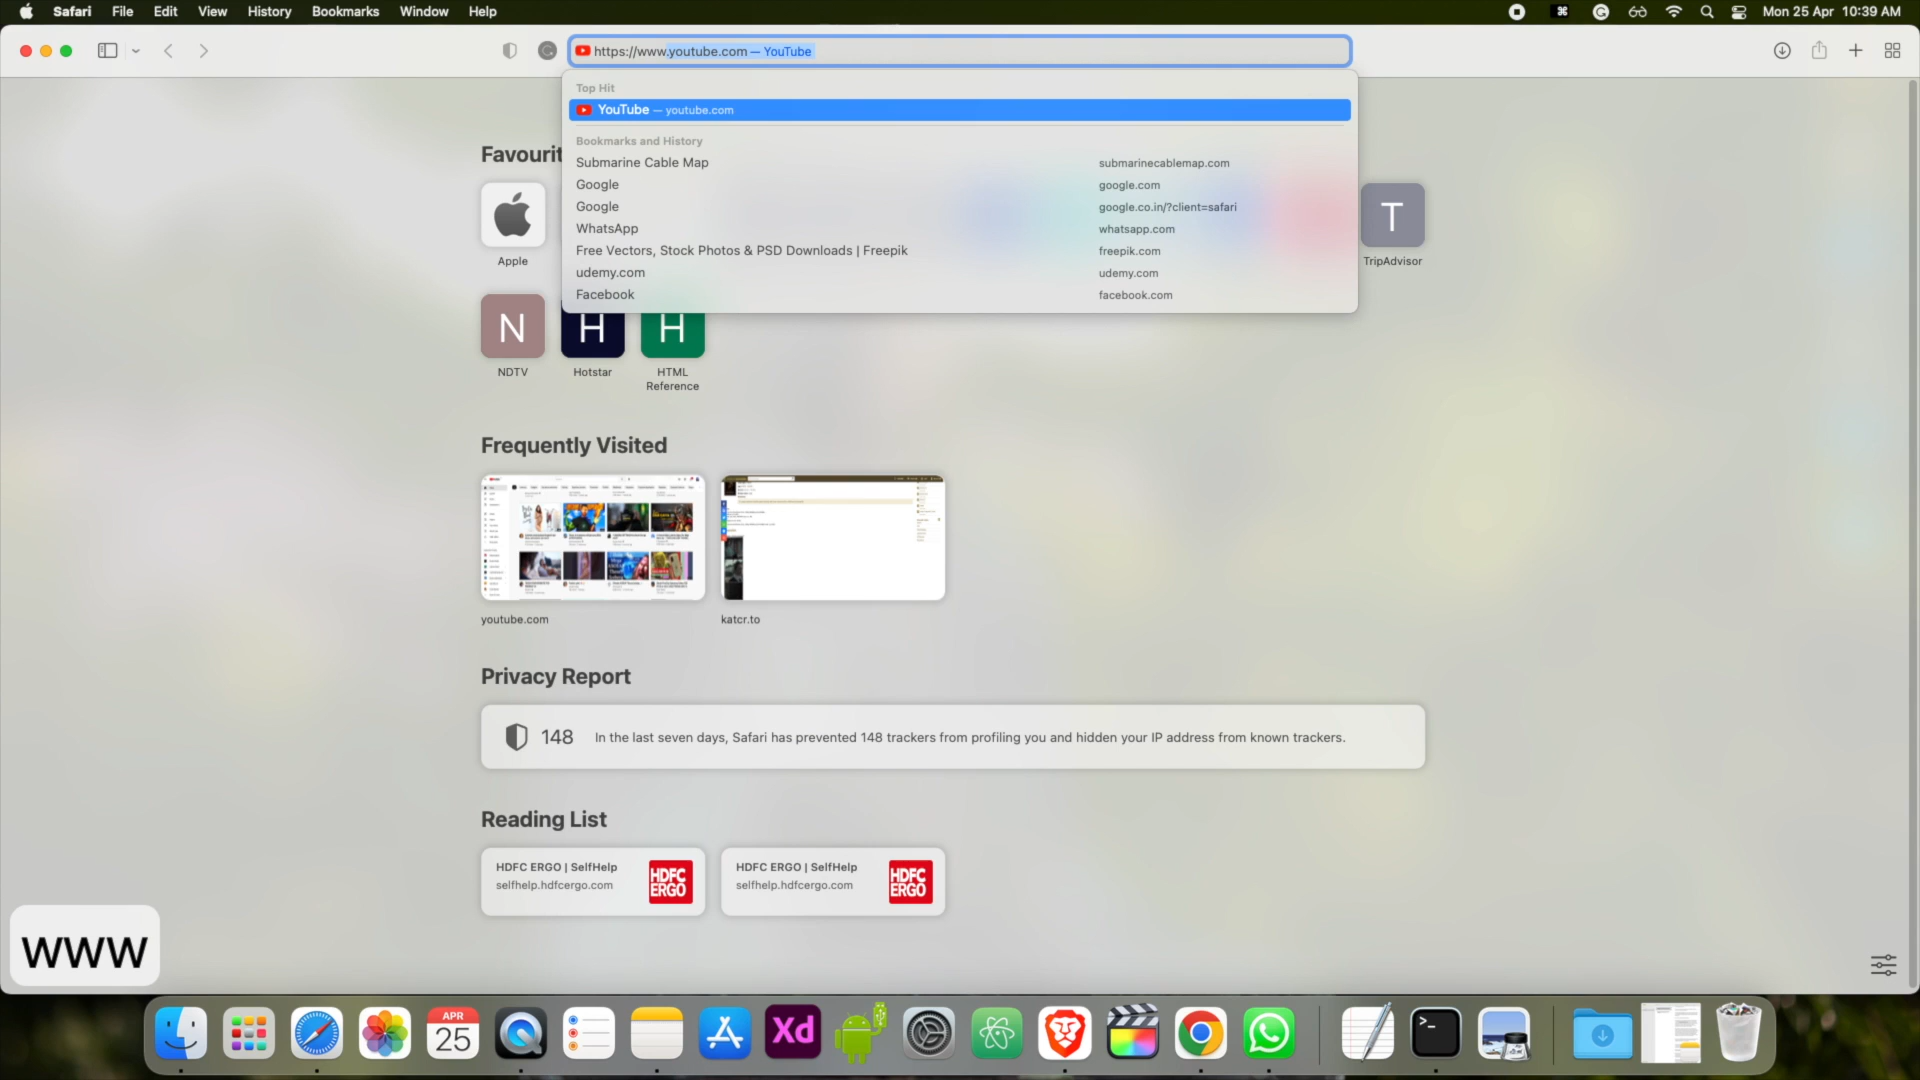 Safari File Edit View History Bookmarks Window Help Mon 25 Apr 10:39 AM
https://www.youtube.com — YouTube
Top Hit
YouTube — youtube.com
Bookmarks and History
Submarine Cable Map submarinecablemap.com
Google google.com
Google google.co.in/?client=safari
WhatsApp whatsapp.com
Free Vectors, Stock Photos & PSD Downloads | Freepik freepik.com
udemy.com udemy.com
Facebook facebook.com
Favourit
T
Apple
TripAdvisor
N H H
NDTV Hotstar HTML
Reference
Frequently Visited
youtube.com katcr.to
Privacy Report
148 In the last seven days, Safari has prevented 148 trackers from profiling you and hidden your IP address from known trackers.
Reading List
HDFC ERGO | SelfHelp
selfhelp.hdfcergo.com
HDFC
ERGO
HDFC ERGO | SelfHelp
selfhelp.hdfcergo.com
HDFC
ERGO
www
APR
25
Xd
>_